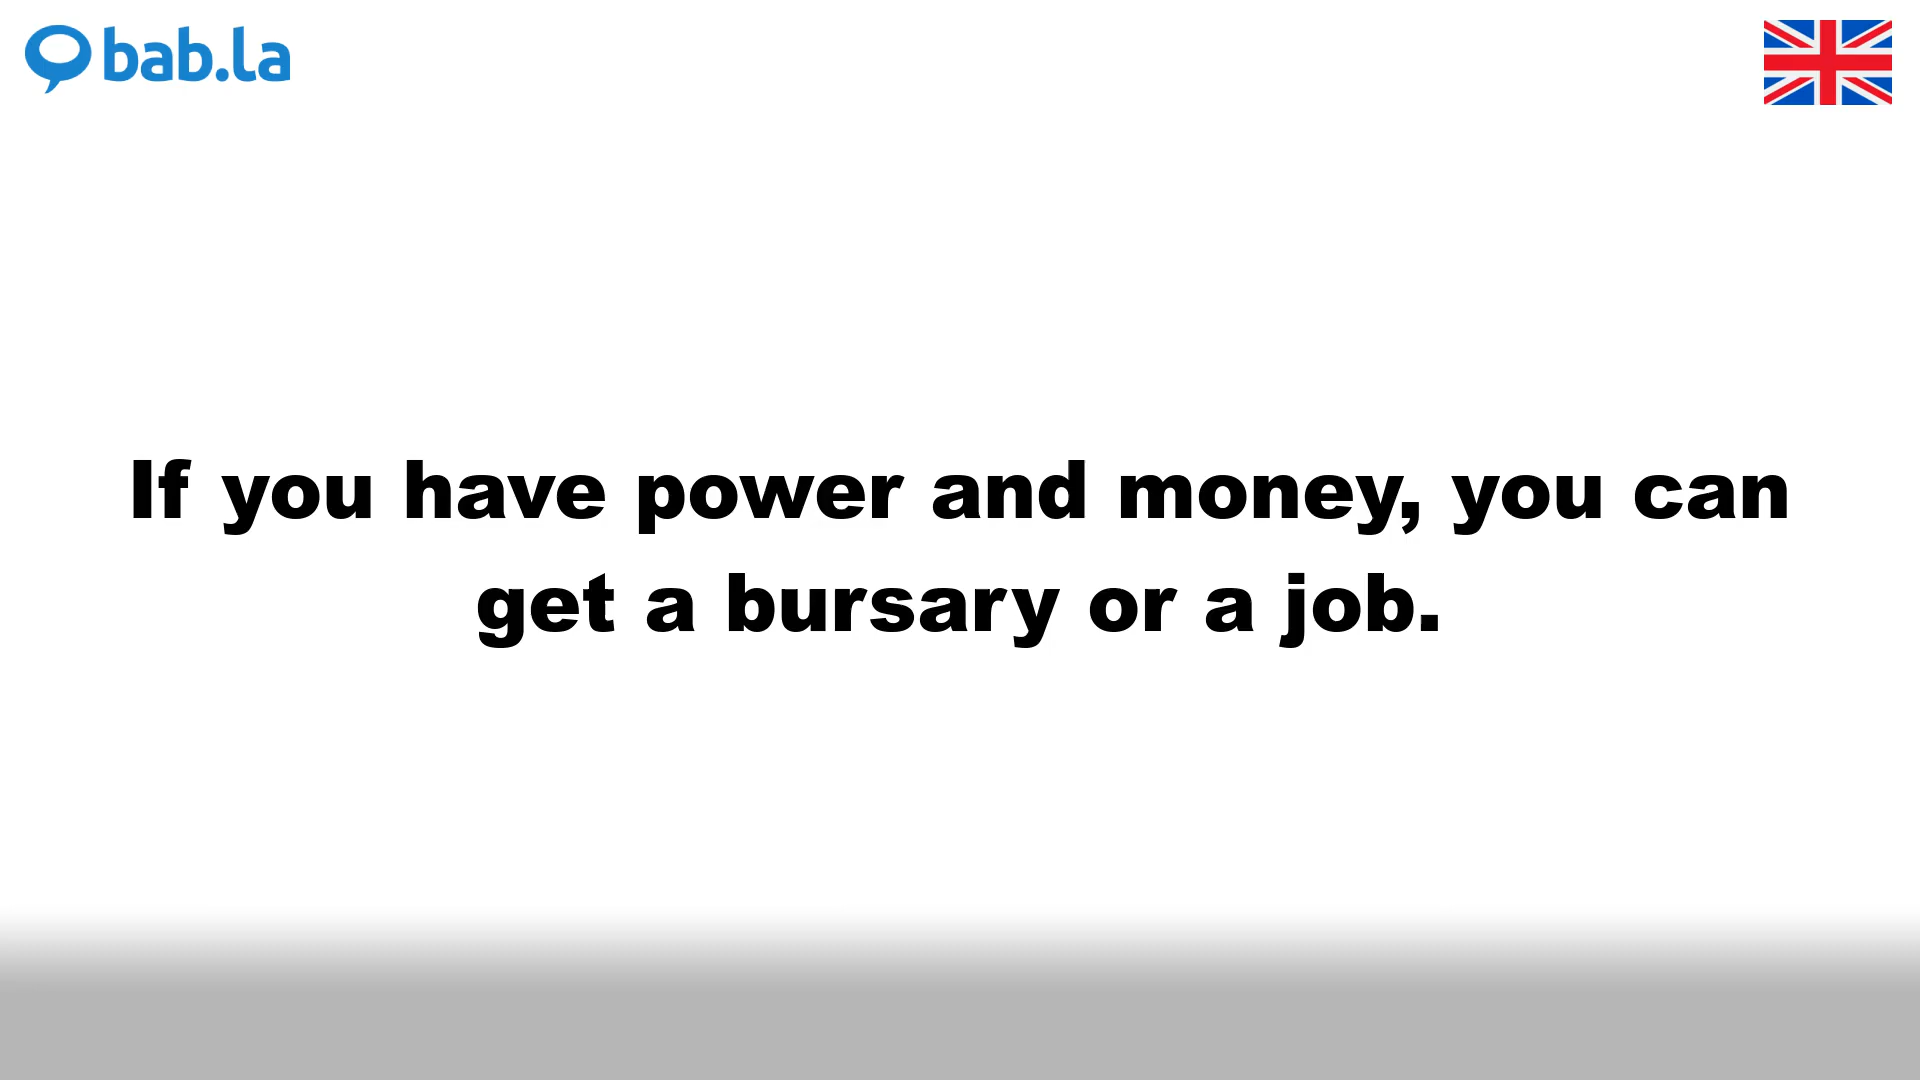 bab.la
If you have power and money, you can
get a bursary or a job.